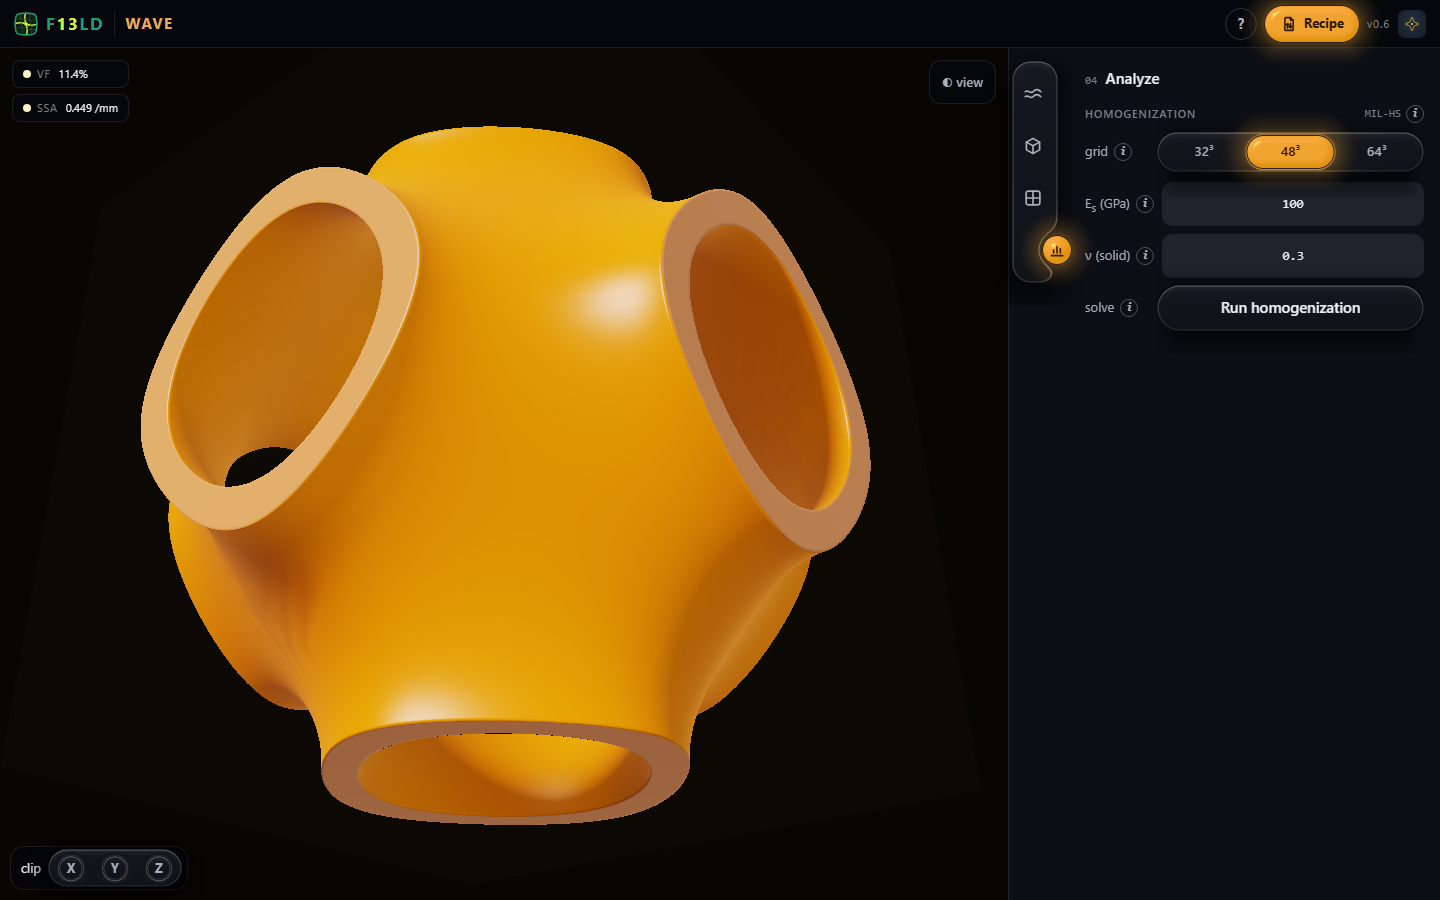 F13LD WAVE
? Recipe v0.6
VF 11.4%
SSA 0.449 /mm
view
04 Analyze
HOMOGENIZATION MIL-HS i
grid i 32³ 48³ 64³
Es (GPa) i 100
ν (solid) i 0.3
solve i Run homogenization
clip X Y Z